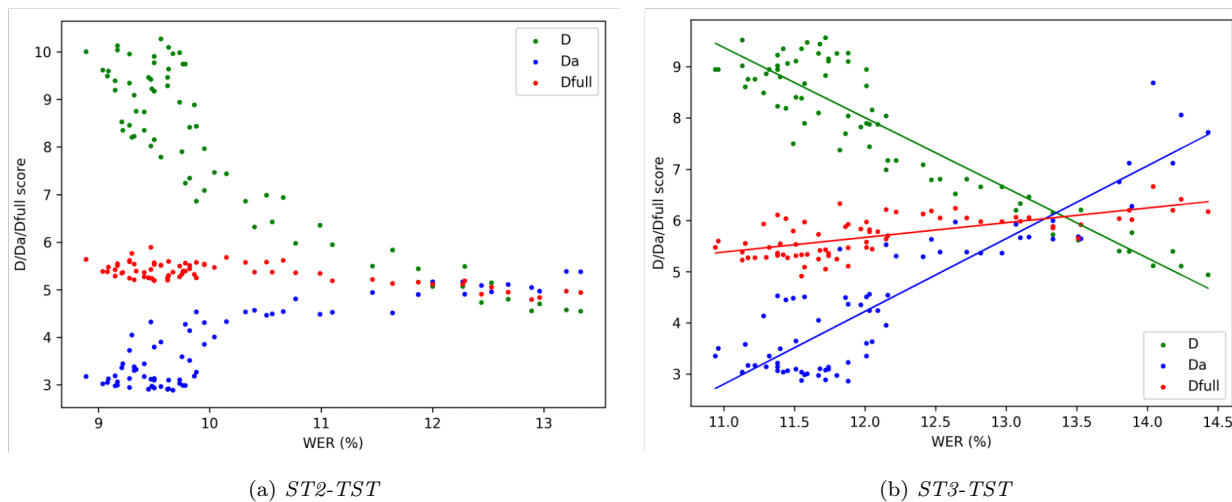 D/Da/Dfull score
10
9
8
7
6
5
4
3
9
10
11
12
13
WER (%)
D
Da
Dfull
(a) ST2-TST
D/Da/Dfull score
9
8
7
6
5
4
3
11.0
11.5
12.0
12.5
13.0
13.5
14.0
14.5
WER (%)
D
Da
Dfull
(b) ST3-TST